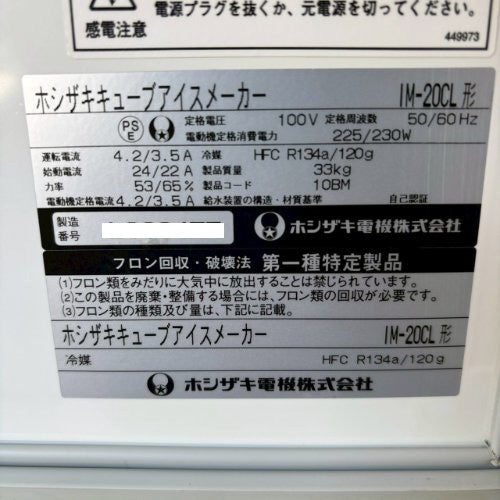 電源プラグを抜くか、元電源を切ってください。
感電注意
449973
ホシザキキューブアイスメーカー IM-20CL 形
PS E 定格電圧 100V 定格周波数 50/60Hz
電動機定格消費電力 225/230W
運転電流 4.2/3.5A 冷媒 HFC R134a/120g
始動電流 24/22A 製品質量 33kg
力率 53/65% 製品コード 10BM
電動機定格電流 4.2/3.5A 給水装置の構造・材質基準 自己認証
製造番号 ホシザキ電機株式会社
フロン回収・破壊法 第一種特定製品
(1)フロン類をみだりに大気中に放出することは禁じられています。
(2)この製品を廃棄・整備する場合には、フロン類の回収が必要です。
(3)フロン類の種類及び量は、下記に記載。
ホシザキキューブアイスメーカー IM-20CL 形
冷媒 HFC R134a/120g
ホシザキ電機株式会社